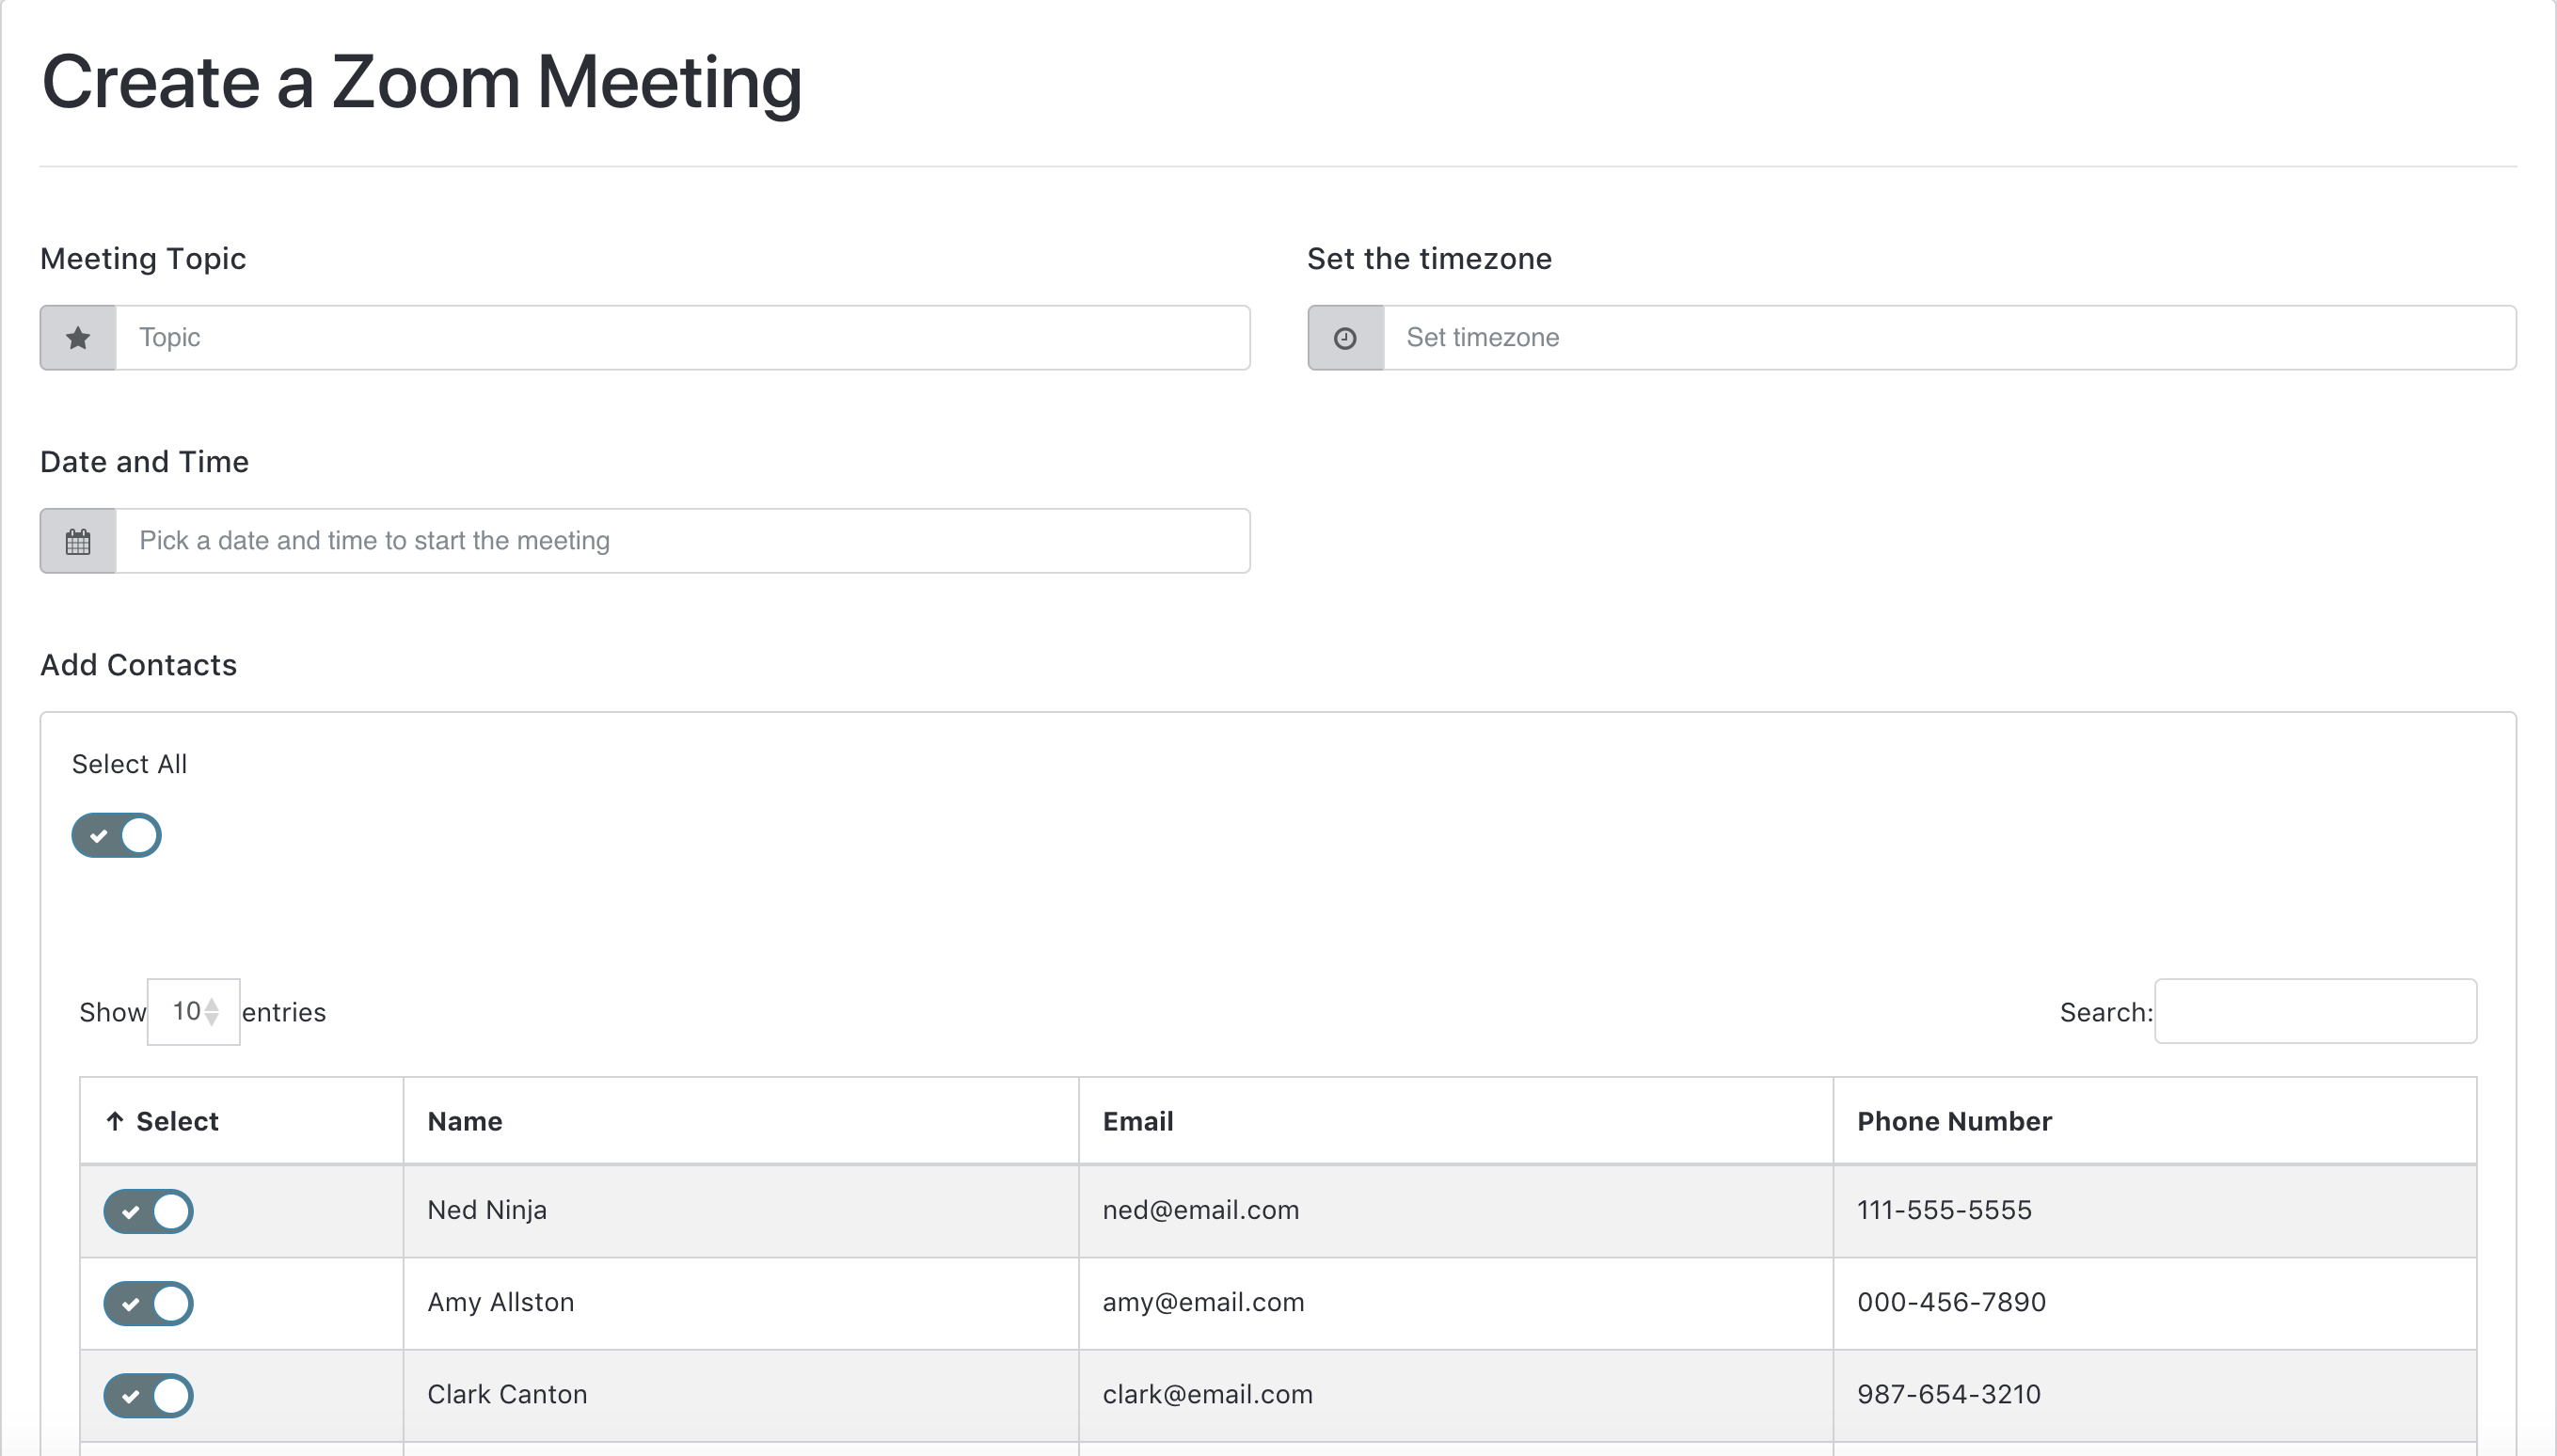 Create a Zoom Meeting
Meeting Topic
Set the timezone
Topic
Set timezone
Date and Time
Pick a date and time to start the meeting
Add Contacts
Select All
Show 10 entries
Search:
Select Name Email Phone Number
Ned Ninja ned@email.com 111-555-5555
Amy Allston amy@email.com 000-456-7890
Clark Canton clark@email.com 987-654-3210